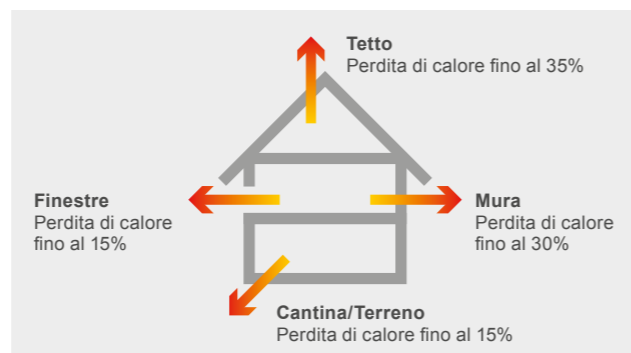 Tetto
Perdita di calore fino al 35%
Finestre
Perdita di calore
fino al 15%
Mura
Perdita di calore
fino al 30%
Cantina/Terreno
Perdita di calore fino al 15%